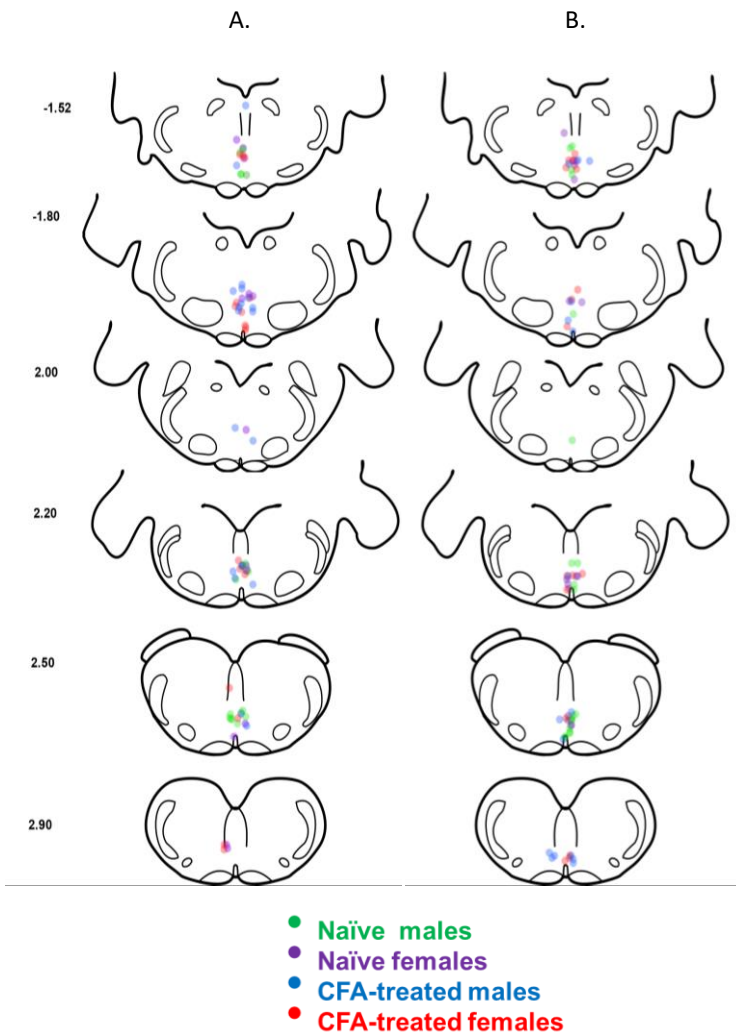 A.
B.
-1.52
-1.80
2.00
2.20
2.50
2.90
Naïve males
Naïve females
CFA-treated males
CFA-treated females